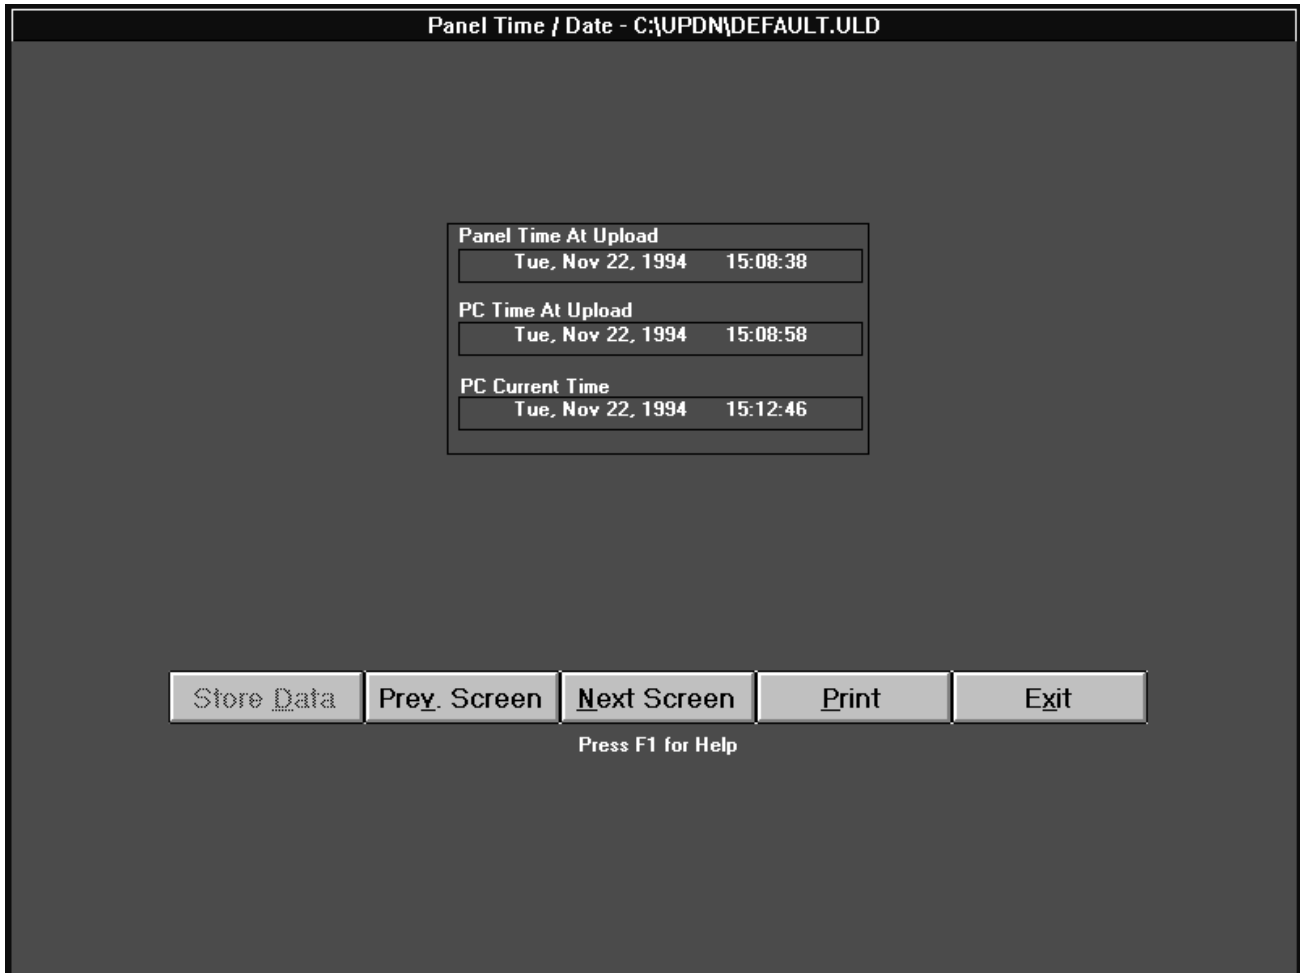 Panel Time / Date - C:\UPDN\DEFAULT.ULD
Panel Time At Upload
Tue, Nov 22, 1994 15:08:38
PC Time At Upload
Tue, Nov 22, 1994 15:08:58
PC Current Time
Tue, Nov 22, 1994 15:12:46
Store Data Prev. Screen Next Screen Print Exit
Press F1 for Help